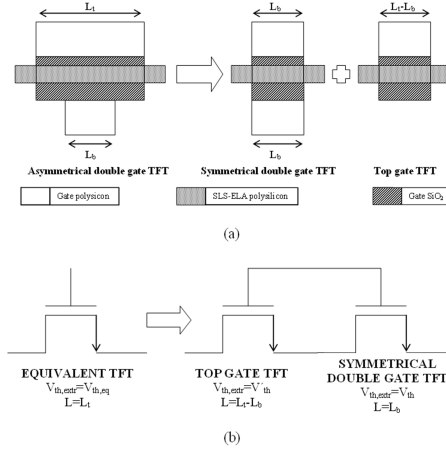 Lt
Lb
Lt-Lb
Lb
Lb
Asymmetrical double gate TFT
Symmetrical double gate TFT
Top gate TFT
Gate polysicon
SLS-ELA polysilicon
Gate SiO2
(a)
EQUIVALENT TFT
Vth,extr=Vth,eq
L=Lt
TOP GATE TFT
Vth,extr=V´th
L=Lt-Lb
SYMMETRICAL
DOUBLE GATE TFT
Vth,extr=Vth
L=Lb
(b)